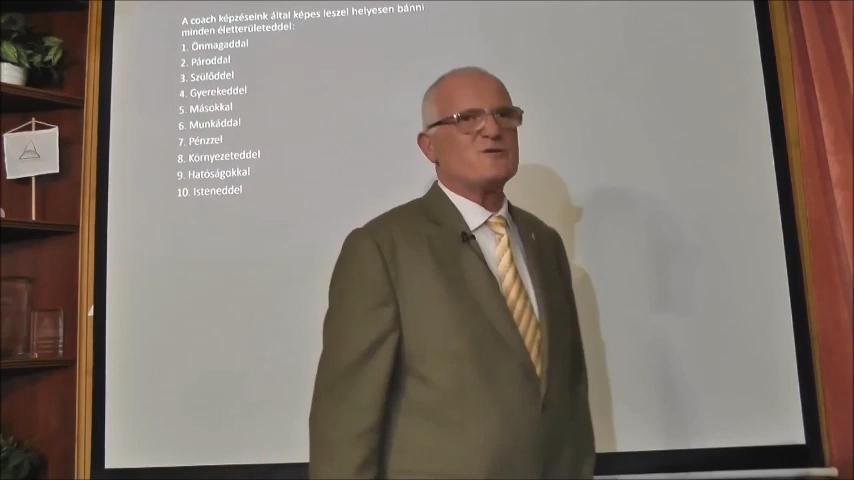 A coach képzéseink által képes leszel helyesen bánni
minden életterületeddel:
1. Önmagaddal
2. Pároddal
3. Szülőddel
4. Gyerekeddel
5. Másokkal
6. Munkáddal
7. Pénzzel
8. Környezeteddel
9. Hatóságokkal
10. Isteneddel